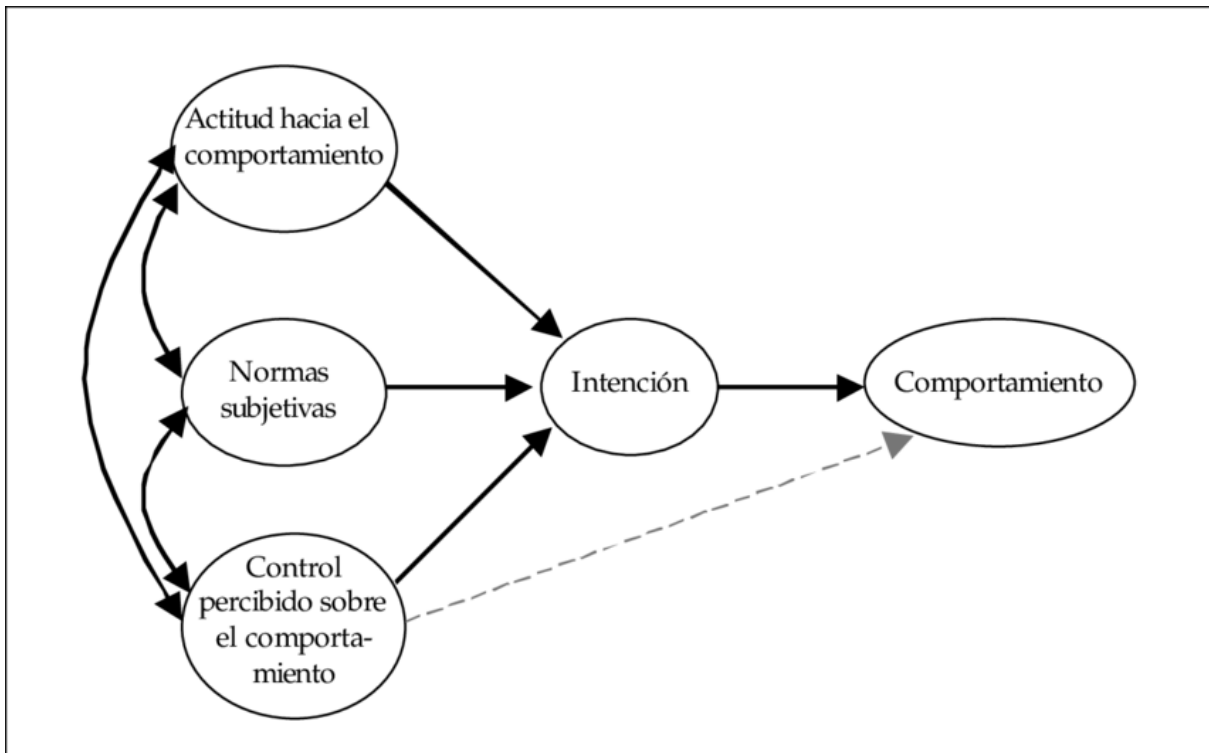 Actitud hacia el
comportamiento
Normas
subjetivas
Intención
Comportamiento
Control
percibido sobre
el comporta-
miento